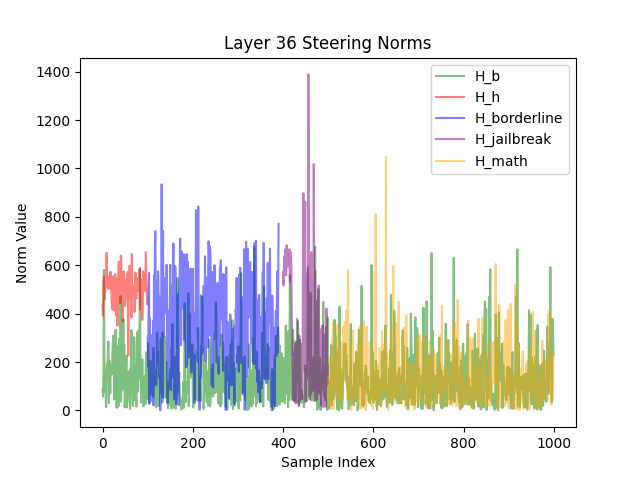 Layer 36 Steering Norms
1400
1200
1000
800
600
400
200
0
Norm Value
H_b
H_h
H_borderline
H_jailbreak
H_math
0 200 400 600 800 1000
Sample Index